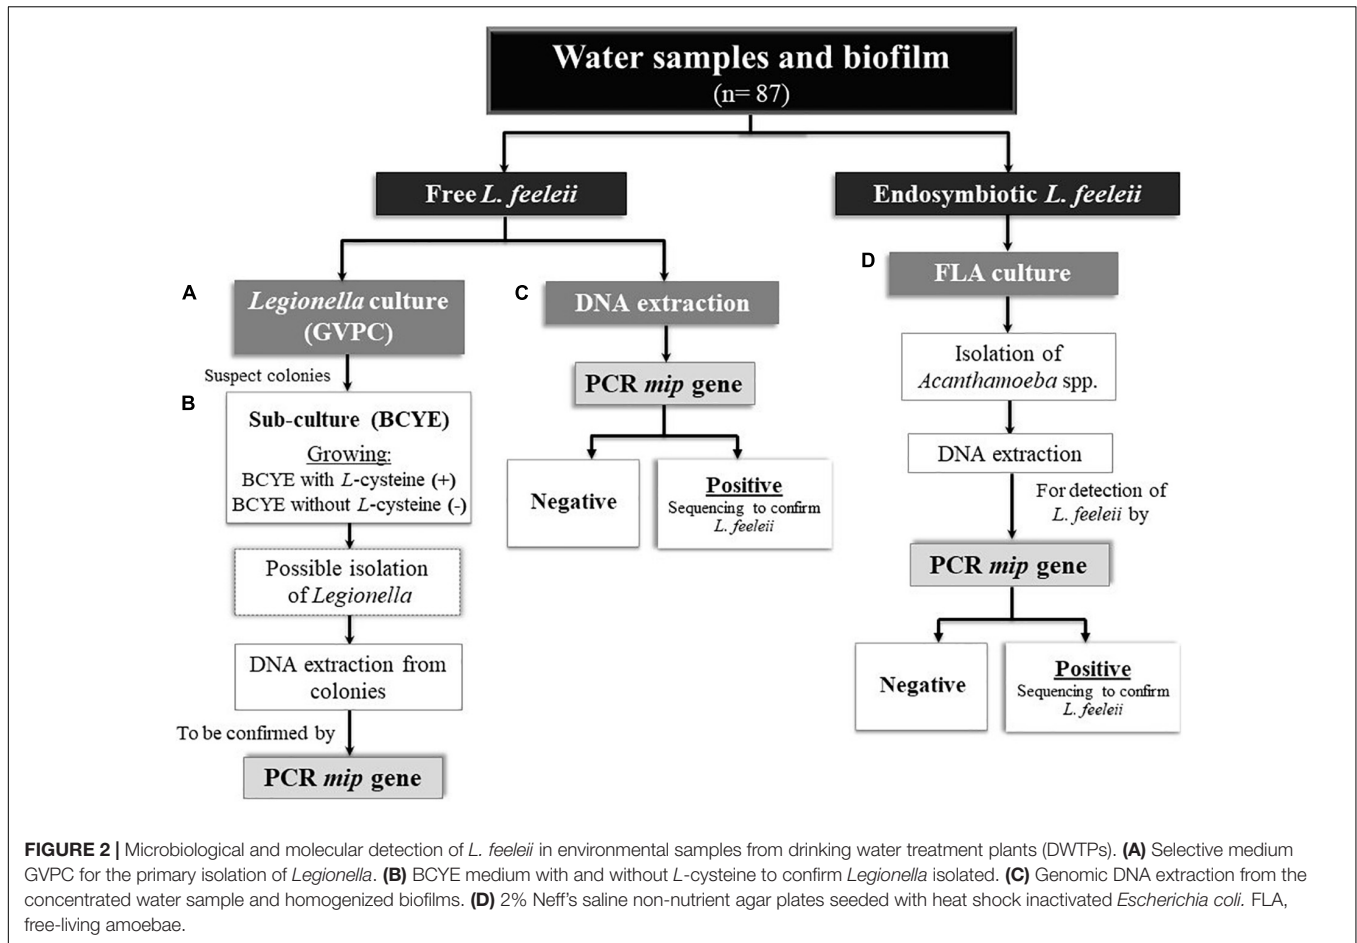 Water samples and biofilm
(n= 87)
Free L. feeleii
Endosymbiotic L. feeleii
A
Legionella culture
(GVPC)
Suspect colonies
B
Sub-culture (BCYE)
Growing:
BCYE with L-cysteine (+)
BCYE without L-cysteine (-)
Possible isolation
of Legionella
DNA extraction from
colonies
To be confirmed by
PCR mip gene
C
DNA extraction
PCR mip gene
Negative
Positive
Sequencing to confirm
L. feeleii
D
FLA culture
Isolation of
Acanthamoeba spp.
DNA extraction
For detection of
L. feeleii by
PCR mip gene
Negative
Positive
Sequencing to confirm
L. feeleii
FIGURE 2 | Microbiological and molecular detection of L. feeleii in environmental samples from drinking water treatment plants (DWTPs). (A) Selective medium
GVPC for the primary isolation of Legionella. (B) BCYE medium with and without L-cysteine to confirm Legionella isolated. (C) Genomic DNA extraction from the
concentrated water sample and homogenized biofilms. (D) 2% Neff's saline non-nutrient agar plates seeded with heat shock inactivated Escherichia coli. FLA,
free-living amoebae.